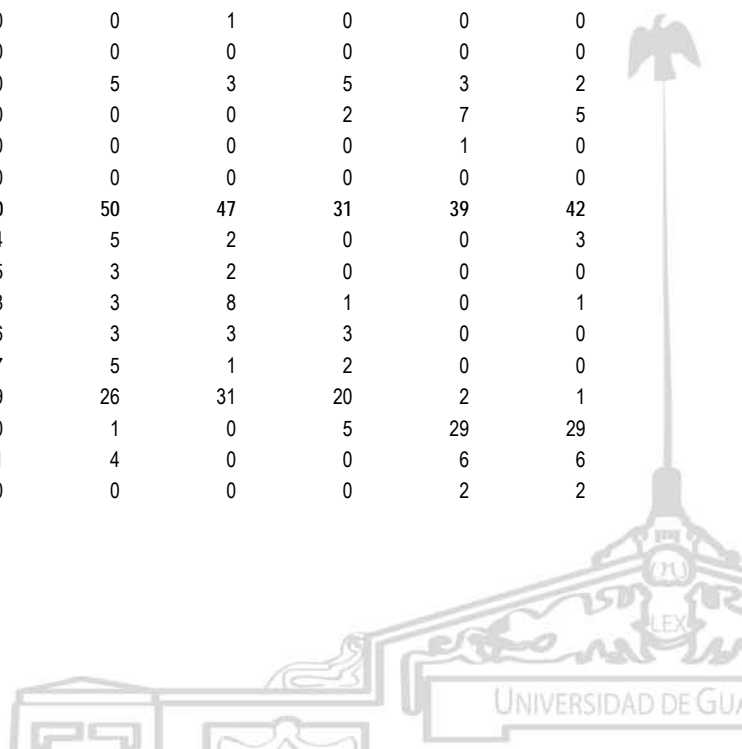 0 1 0 0 0
0 0 0 0 0
5 3 5 3 2
0 0 2 7 5
0 0 0 1 0
0 0 0 0 0
50 47 31 39 42
5 2 0 0 3
3 2 0 0 0
3 8 1 0 1
3 3 3 0 0
5 1 2 0 0
26 31 20 2 1
1 0 5 29 29
4 0 0 6 6
0 0 0 2 2
LEX
UNIVERSIDAD DE